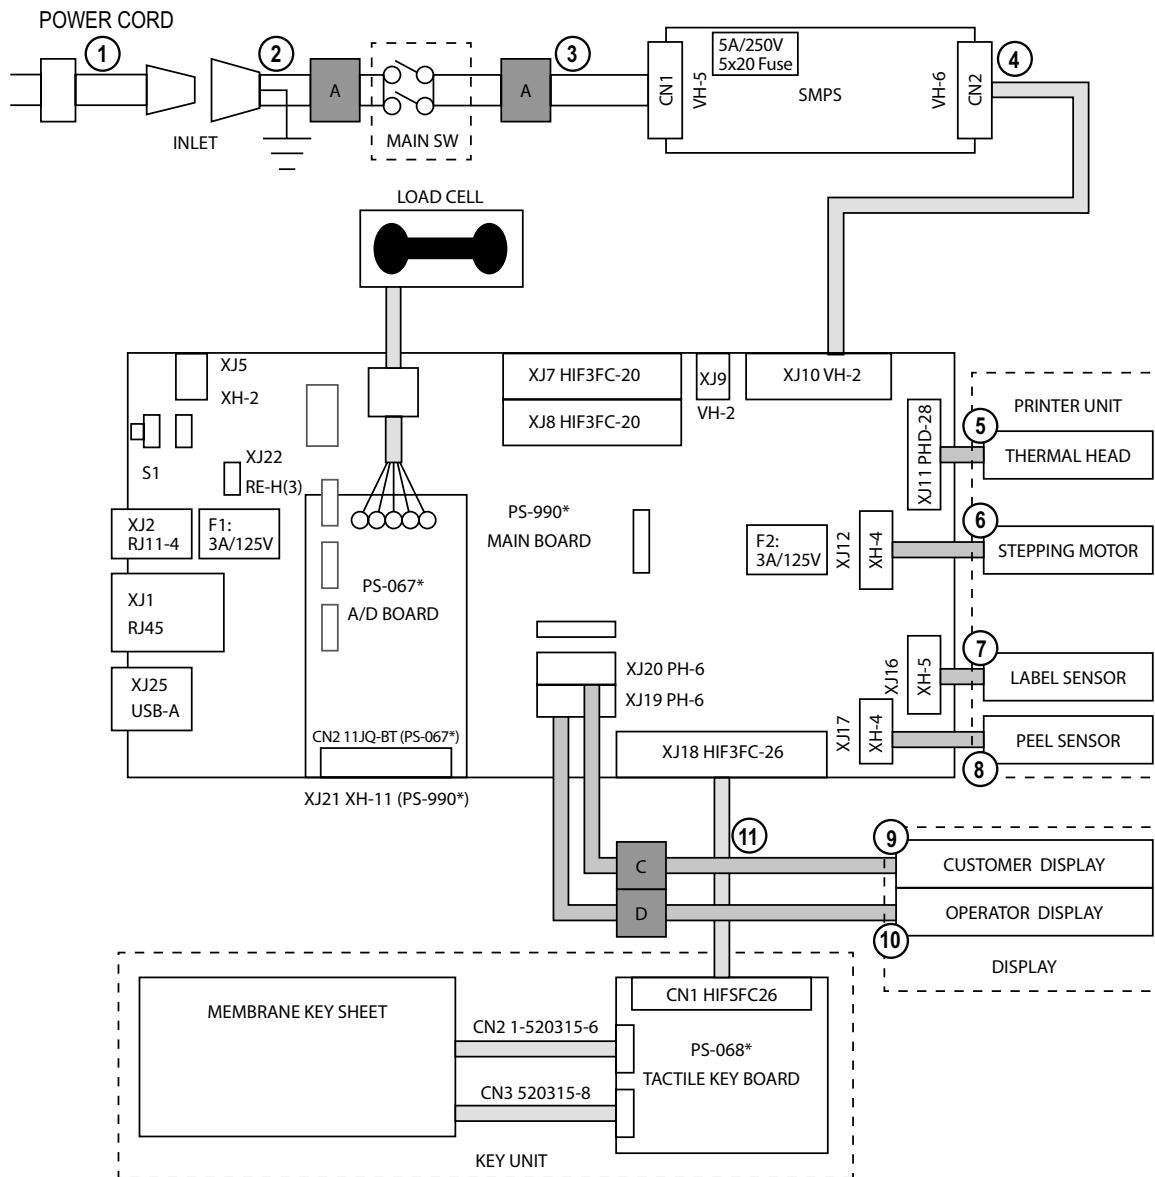 POWER CORD
1
2
3
4
A
A
INLET
MAIN SW
CN1
VH-5
5A/250V
5x20 Fuse
SMPS
VH-6
CN2
LOAD CELL
XJ5
XH-2
S1
XJ22
RE-H(3)
XJ7 HIF3FC-20
XJ8 HIF3FC-20
XJ9
VH-2
XJ10 VH-2
XJ11 PHD-28
PRINTER UNIT
5
THERMAL HEAD
XJ2
RJ11-4
F1:
3A/125V
PS-990*
MAIN BOARD
F2:
3A/125V
XJ12
XH-4
6
STEPPING MOTOR
XJ1
RJ45
PS-067*
A/D BOARD
XJ25
USB-A
XJ20 PH-6
XJ19 PH-6
XJ16
XH-5
7
LABEL SENSOR
XJ17
XH-4
PEEL SENSOR
8
CN2 11JQ-BT (PS-067*)
XJ18 HIF3FC-26
XJ21 XH-11 (PS-990*)
11
9
C
CUSTOMER DISPLAY
D
OPERATOR DISPLAY
10
DISPLAY
MEMBRANE KEY SHEET
CN1 HIFSFC26
CN2 1-520315-6
PS-068*
TACTILE KEY BOARD
CN3 520315-8
KEY UNIT